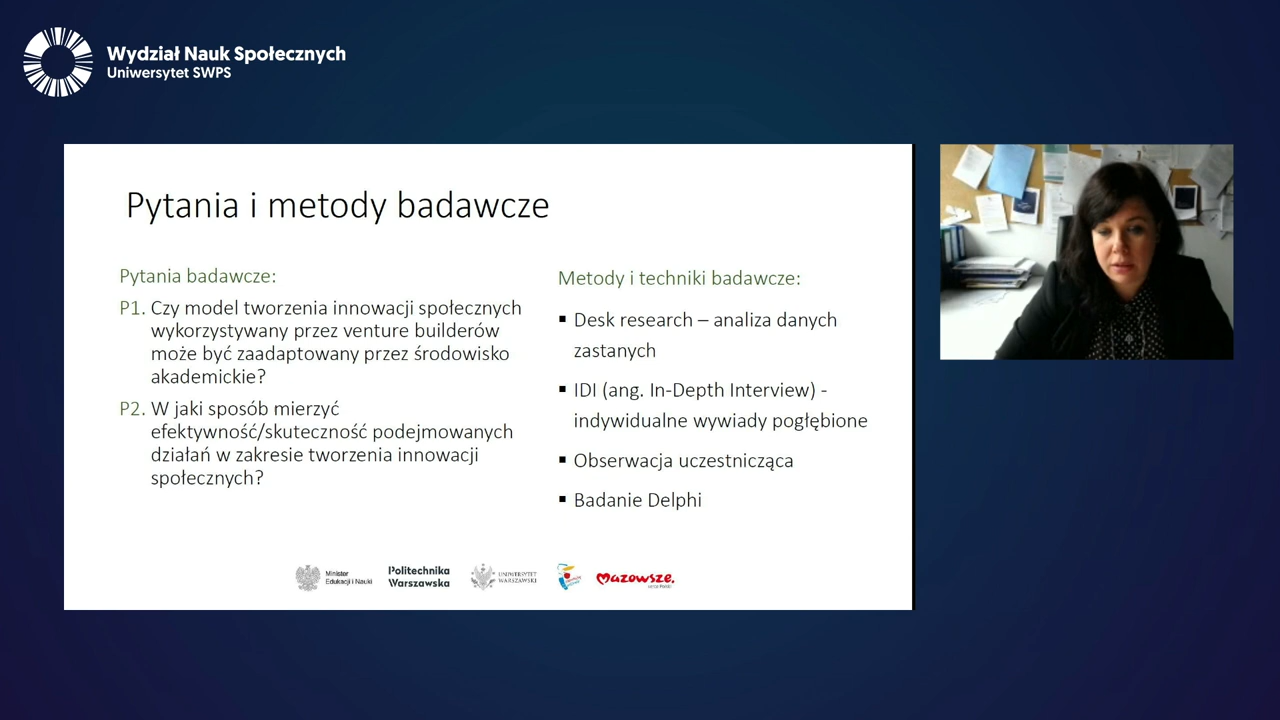 Wydział Nauk Społecznych
Uniwersytet SWPS
Pytania i metody badawcze
Pytania badawcze:
P1. Czy model tworzenia innowacji społecznych
wykorzystywany przez venture builderów
może być zaadaptowany przez środowisko
akademickie?
P2. W jaki sposób mierzyć
efektywność/skuteczność podejmowanych
działań w zakresie tworzenia innowacji
społecznych?
Metody i techniki badawcze:
▪ Desk research – analiza danych
zastanych
▪ IDI (ang. In-Depth Interview) -
indywidualne wywiady pogłębione
▪ Obserwacja uczestnicząca
▪ Badanie Delphi
Minister
Edukacji i Nauki
Politechnika
Warszawska
UNIWERSYTET
WARSZAWSKI
Mazowsze.